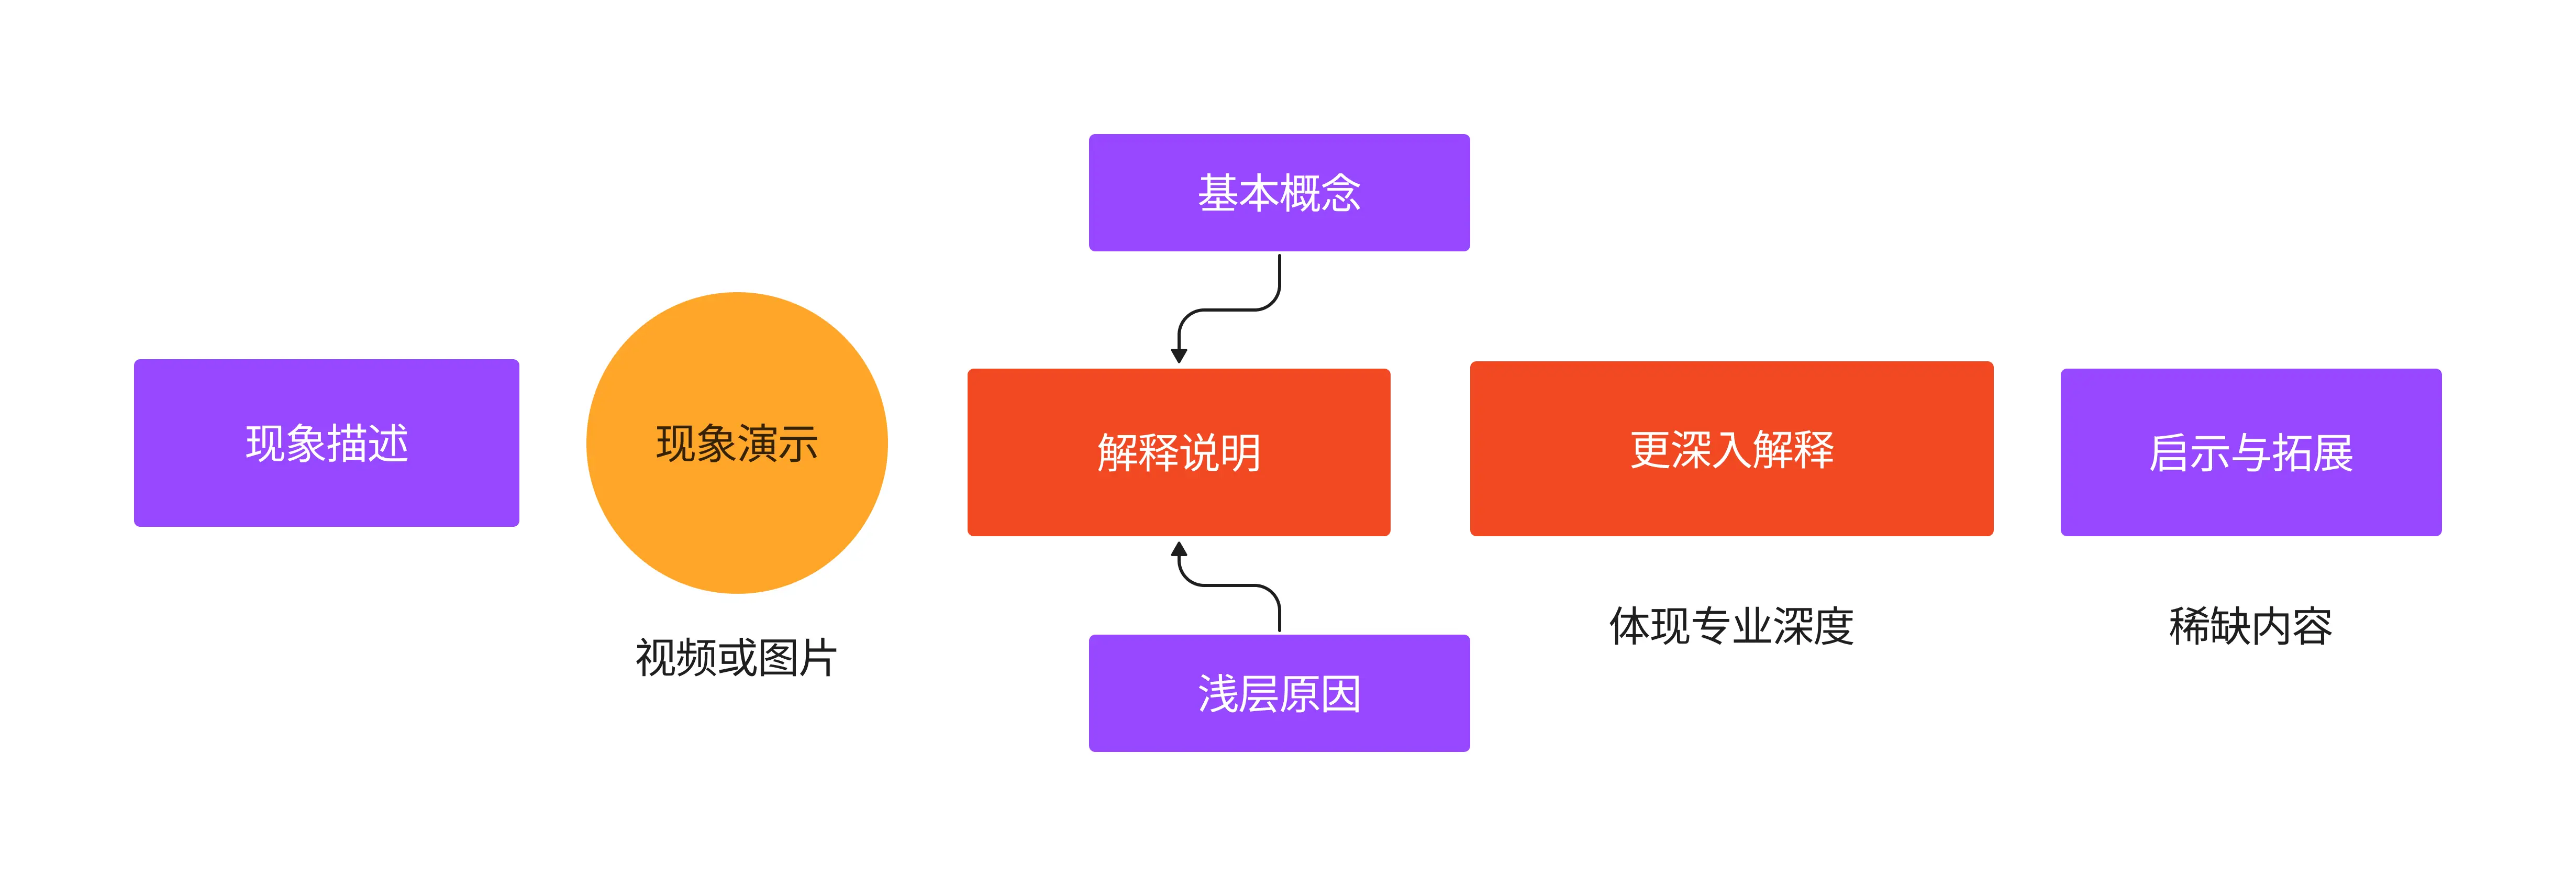 基本概念
现象描述
现象演示
解释说明
更深入解释
启示与拓展
视频或图片
体现专业深度
稀缺内容
浅层原因